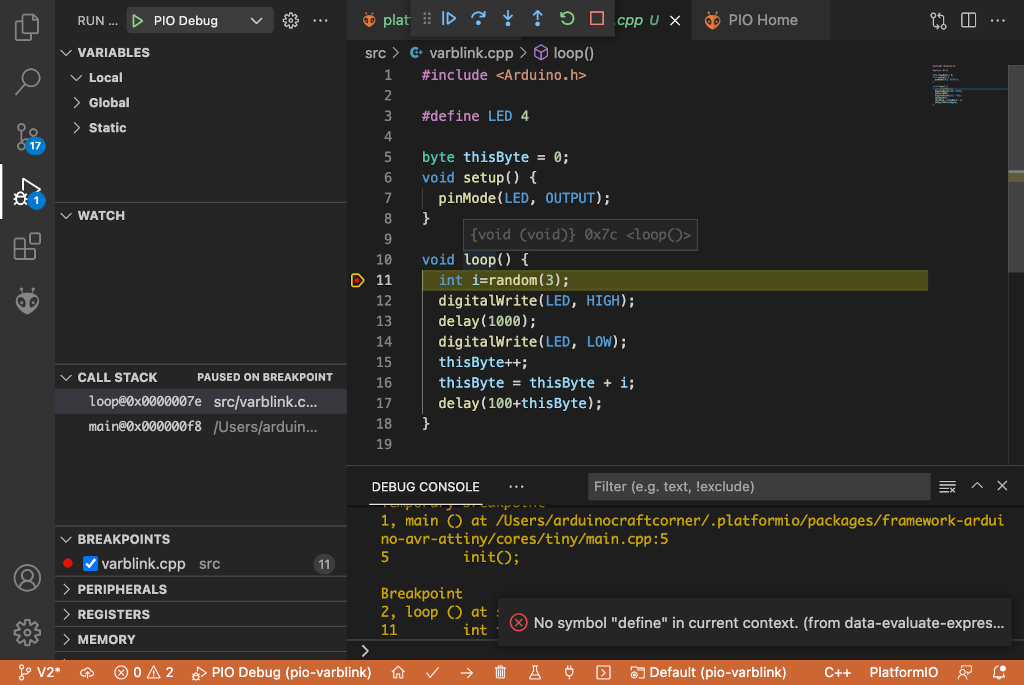 RUN ... PIO Debug ...
plat
.cpp U
PIO Home
...
VARIABLES
Local
Global
Static
WATCH
CALL STACK PAUSED ON BREAKPOINT
loop@0x0000007e src/varblink.c...
main@0x000000f8 /Users/arduin...
BREAKPOINTS
varblink.cpp src 11
PERIPHERALS
REGISTERS
MEMORY
17
1
src > varblink.cpp > loop()
1 #include <Arduino.h>
2
3 #define LED 4
4
5 byte thisByte = 0;
6 void setup() {
7 pinMode(LED, OUTPUT);
8 }
{void (void)} 0x7c <loop()>
9
10 void loop() {
11 int i=random(3);
12 digitalWrite(LED, HIGH);
13 delay(1000);
14 digitalWrite(LED, LOW);
15 thisByte++;
16 thisByte = thisByte + i;
17 delay(100+thisByte);
18 }
19
DEBUG CONSOLE ... Filter (e.g. text, !exclude)
Temporary breakpoint
1, main () at /Users/arduinocraftcorner/.platformio/packages/framework-ardui
no-avr-attiny/cores/tiny/main.cpp:5
5 init();
Breakpoint
2, loop () at
11 int
No symbol "define" in current context. (from data-evaluate-expres...
>
V2* 0 2 PIO Debug (pio-varblink) Default (pio-varblink) C++ PlatformIO